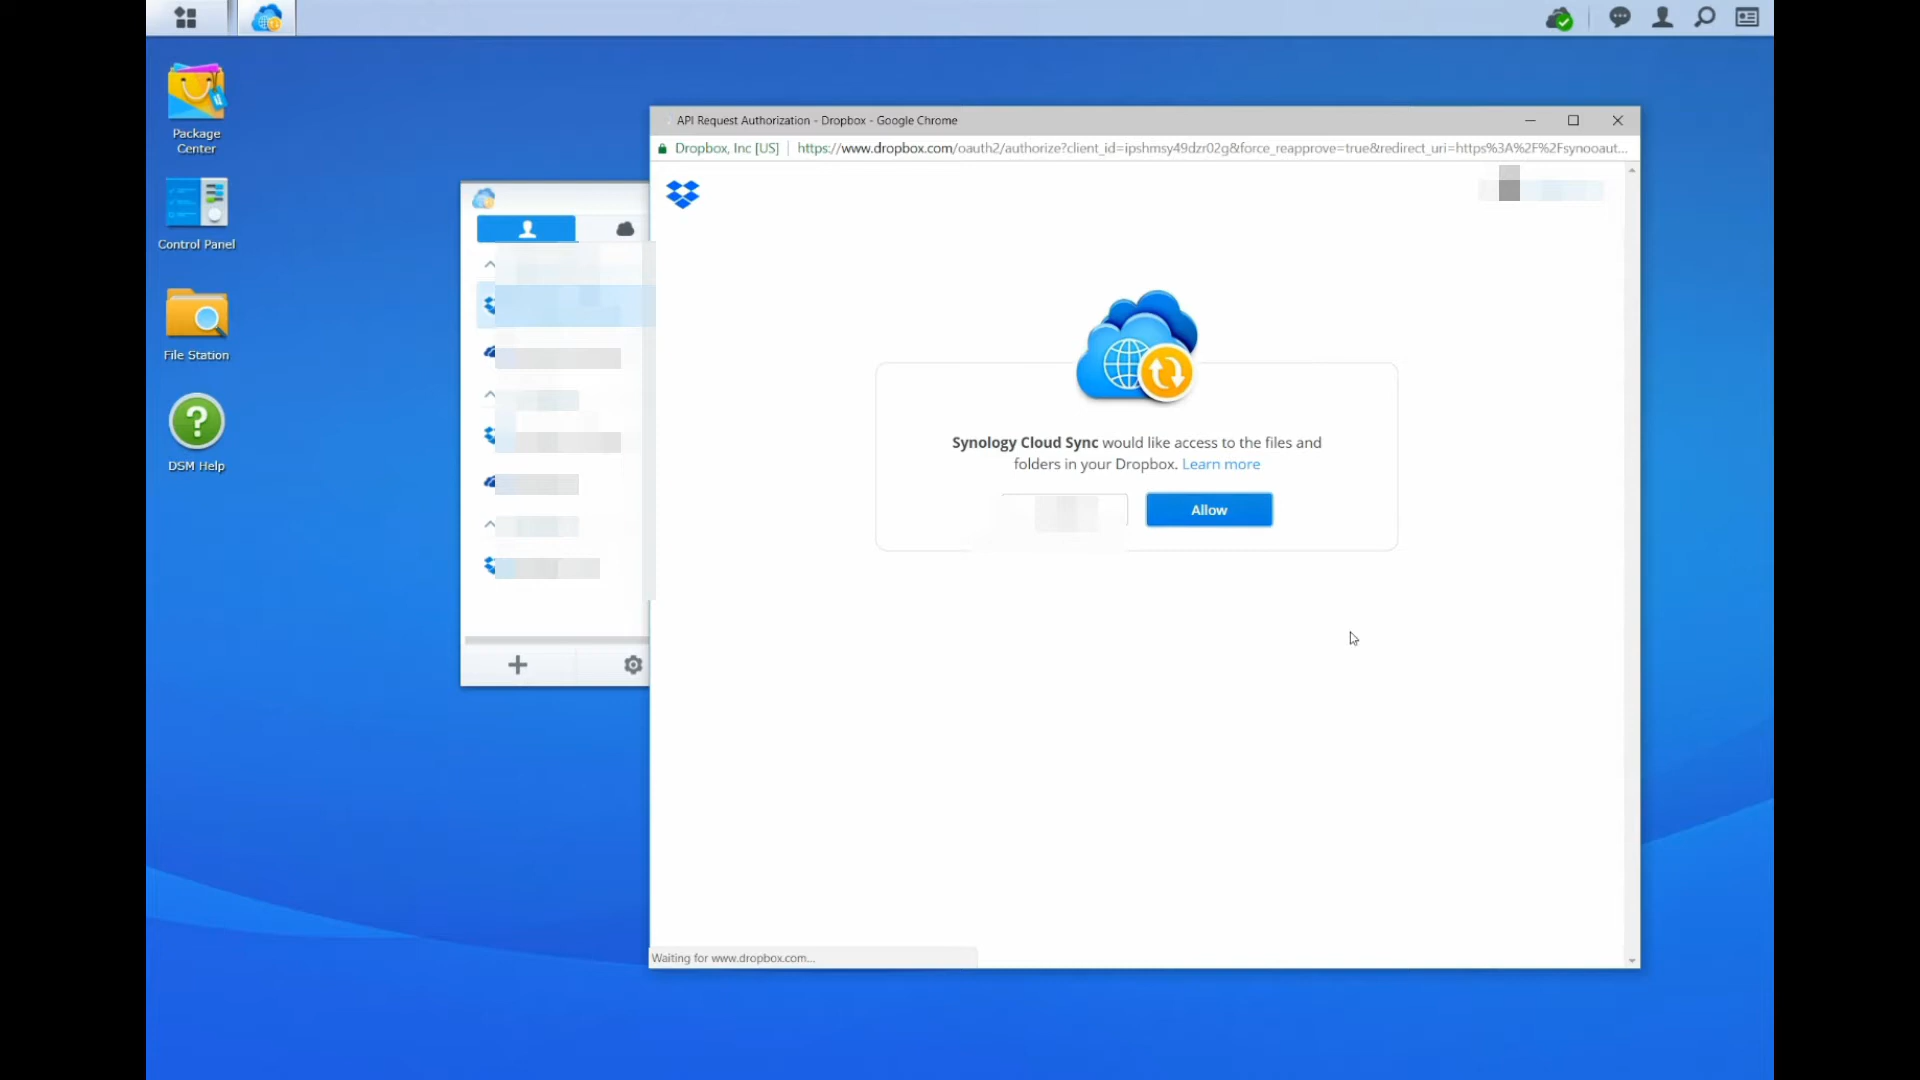 API Request Authorization - Dropbox - Google Chrome
Dropbox, Inc [US]
https://www.dropbox.com/oauth2/authorize?client_id=ipshmsy49dzr02g&force_reapprove=true&redirect_uri=https%3A%2F%2Fsynooaut...
Package
Center
Control Panel
File Station
DSM Help
Synology Cloud Sync would like access to the files and
folders in your Dropbox. Learn more
Allow
Waiting for www.dropbox.com...